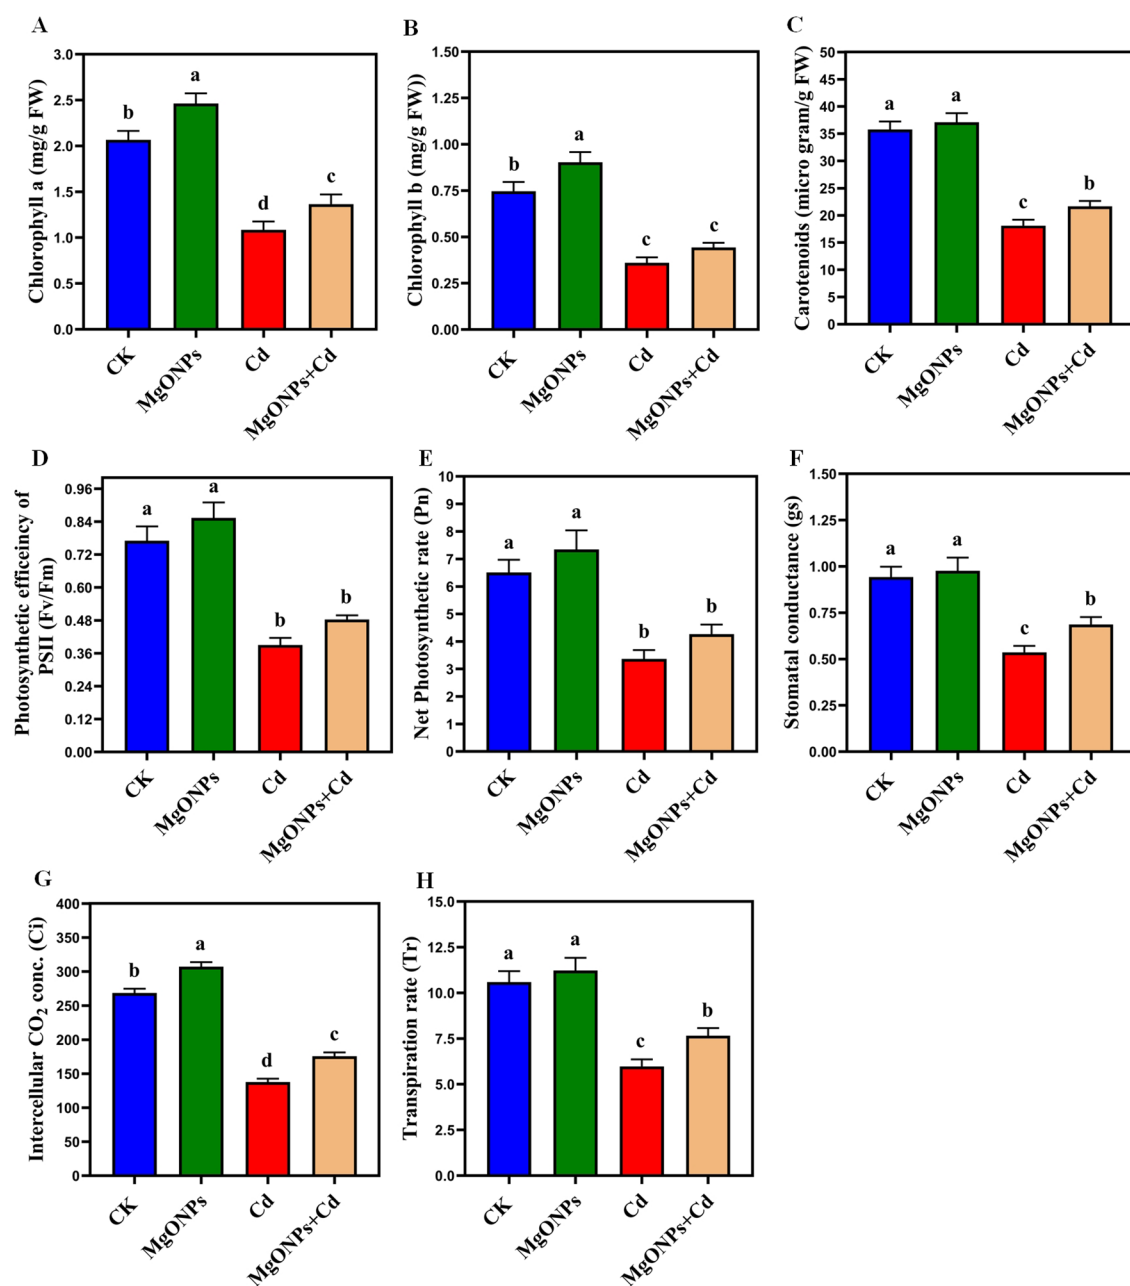 A
Chlorophyll a (mg/g FW)
3.0
2.5
2.0
1.5
1.0
0.5
0.0
b
a
d
c
CK
MgONPs
Cd
MgONPs+Cd
B
Chlorophyll b (mg/g FW))
1.50
1.25
1.00
0.75
0.50
0.25
0.00
b
a
c
c
CK
MgONPs
Cd
MgONPs+Cd
C
Carotenoids (micro gram/g FW)
50
45
40
35
30
25
20
15
10
5
0
a
a
c
b
CK
MgONPs
Cd
MgONPs+Cd
D
Photosynthetic efficeincy of
PSII (Fv/Fm)
0.96
0.84
0.72
0.60
0.48
0.36
0.24
0.12
0.00
a
a
b
b
CK
MgONPs
Cd
MgONPs+Cd
E
Net Photosynthetic rate (Pn)
10
9
8
7
6
5
4
3
2
1
0
a
a
b
b
CK
MgONPs
Cd
MgONPs+Cd
F
Stomatal conductance (gs)
1.50
1.25
1.00
0.75
0.50
0.25
0.00
a
a
c
b
CK
MgONPs
Cd
MgONPs+Cd
G
Intercellular CO₂ conc. (Ci)
400
350
300
250
200
150
100
50
0
b
a
d
c
CK
MgONPs
Cd
MgONPs+Cd
H
Transpiration rate (Tr)
15.0
12.5
10.0
7.5
5.0
2.5
0.0
a
a
c
b
CK
MgONPs
Cd
MgONPs+Cd